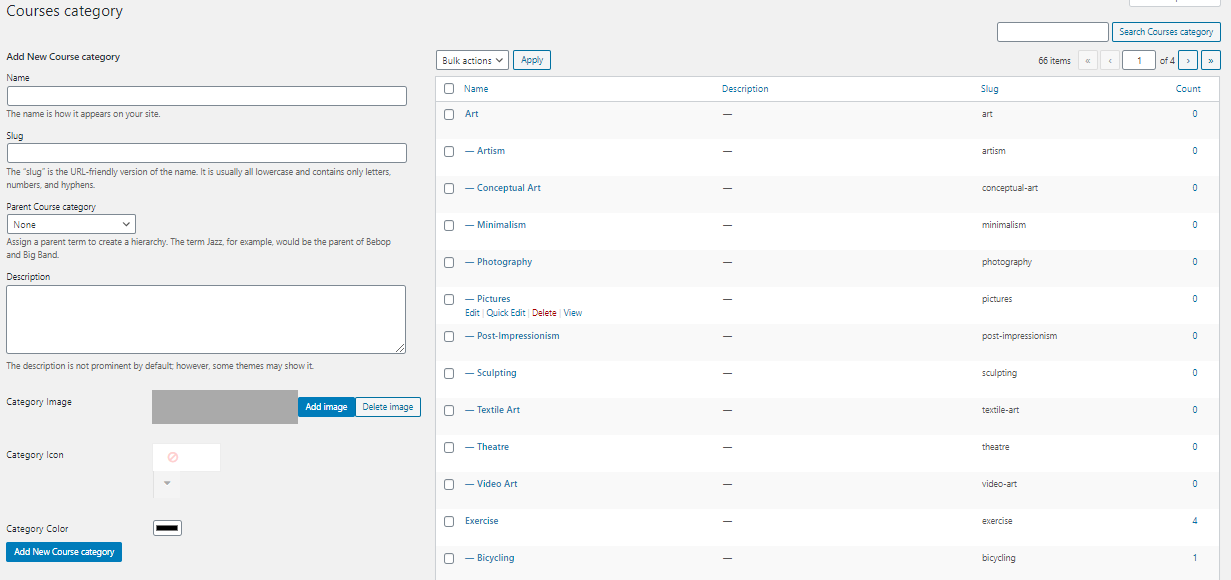 Courses category
Search Courses category
Add New Course category
Name
The name is how it appears on your site.
Slug
The "slug" is the URL-friendly version of the name. It is usually all lowercase and contains only letters,
numbers, and hyphens.
Parent Course category
None
Assign a parent term to create a hierarchy. The term Jazz, for example, would be the parent of Bebop
and Big Band.
Description
The description is not prominent by default; however, some themes may show it.
Category Image
Add image Delete image
Category Icon
Category Color
Add New Course category
Bulk actions Apply 66 items « ‹ 1 of 4 › »
Name Description Slug Count
Art — art 0
— Artism — artism 0
— Conceptual Art — conceptual-art 0
— Minimalism — minimalism 0
— Photography — photography 0
— Pictures — pictures 0
Edit | Quick Edit | Delete | View
— Post-Impressionism — post-impressionism 0
— Sculpting — sculpting 0
— Textile Art — textile-art 0
— Theatre — theatre 0
— Video Art — video-art 0
Exercise — exercise 4
— Bicycling — bicycling 1